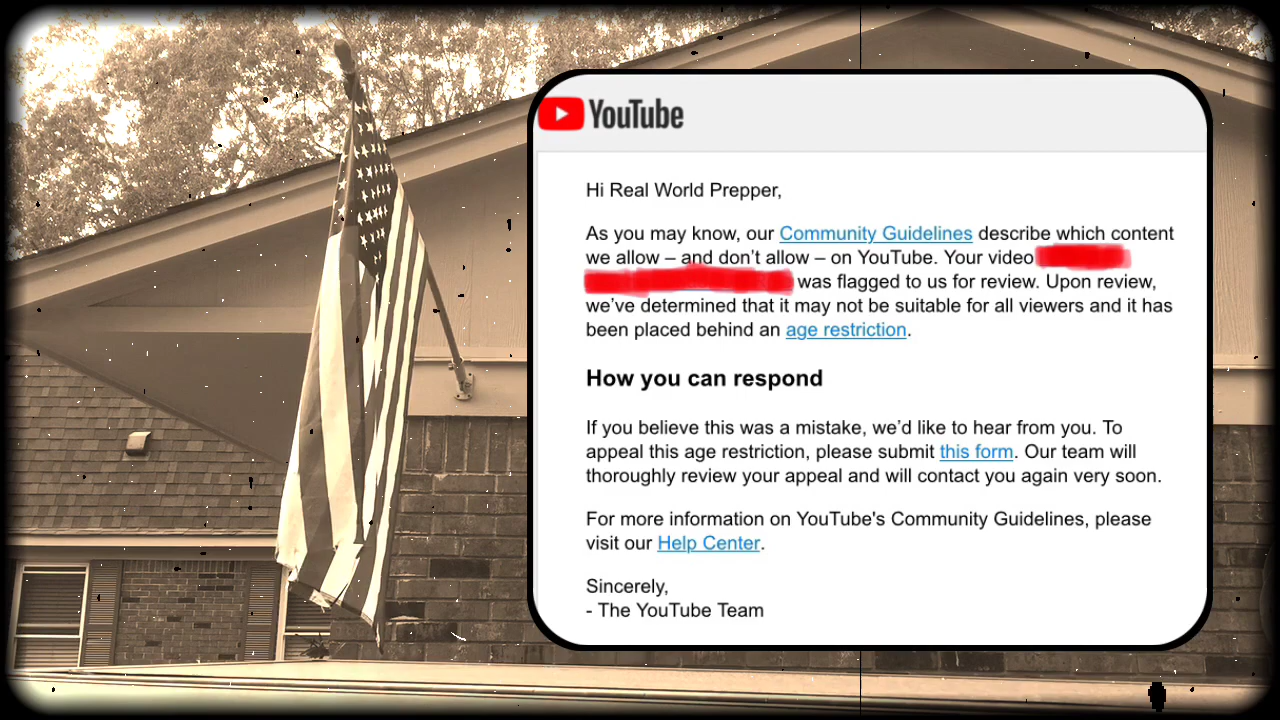 YouTube
Hi Real World Prepper,
As you may know, our Community Guidelines describe which content
we allow – and don’t allow – on YouTube. Your video
was flagged to us for review. Upon review,
we’ve determined that it may not be suitable for all viewers and it has
been placed behind an age restriction.
How you can respond
If you believe this was a mistake, we’d like to hear from you. To
appeal this age restriction, please submit this form. Our team will
thoroughly review your appeal and will contact you again very soon.
For more information on YouTube's Community Guidelines, please
visit our Help Center.
Sincerely,
- The YouTube Team